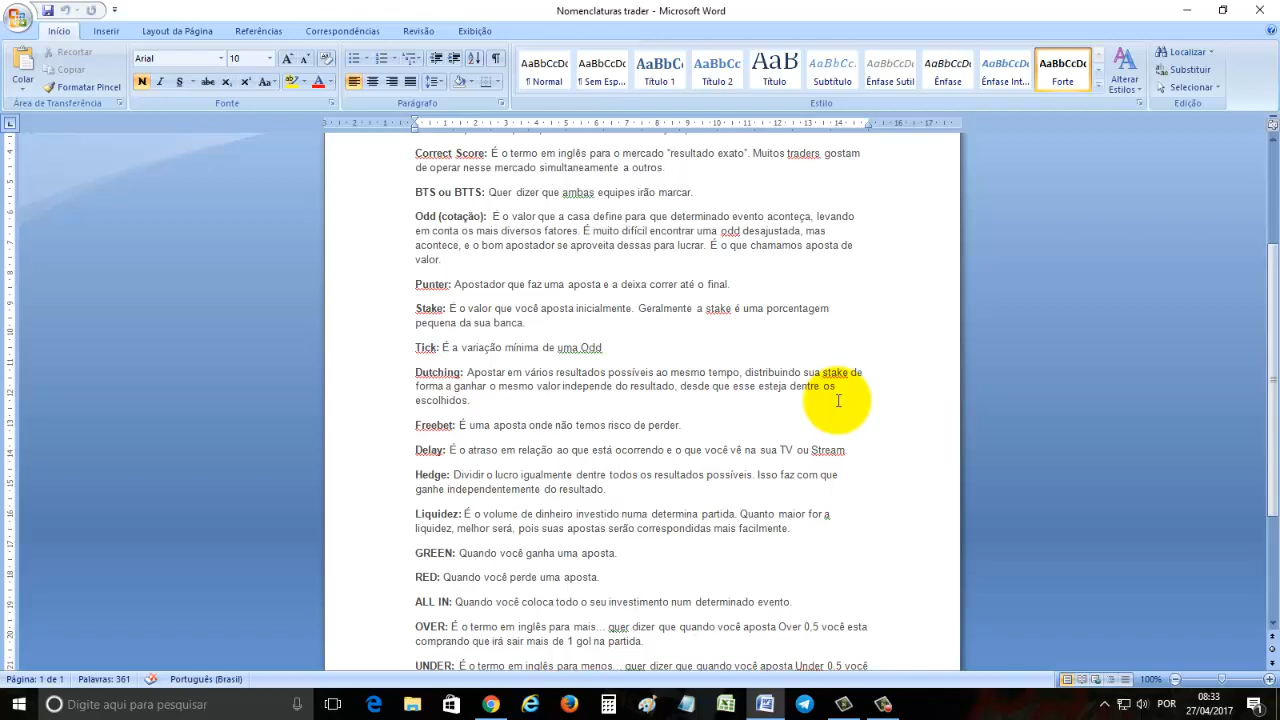 Nomenclaturas trader - Microsoft Word
Início Inserir Layout da Página Referências Correspondências Revisão Exibição
Colar
Recortar
Copiar
Formatar Pincel
Área de Transferência
Arial 10
Fonte
Parágrafo
AaBbCcDc AaBbCcDc AaBbCc AaBbCc AaB AaBbCc. AaBbCcDc AaBbCcDc AaBbCcDc AaBbCcDc
¶ Normal ¶ Sem Esp... Título 1 Título 2 Título Subtítulo Ênfase Sutil Ênfase Ênfase Int... Forte
Alterar Estilos
Estilo
Localizar
Substituir
Selecionar
Edição
Correct Score: É o termo em inglês para o mercado "resultado exato". Muitos traders gostam
de operar nesse mercado simultaneamente a outros.
BTS ou BTTS: Quer dizer que ambas equipes irão marcar.
Odd (cotação): É o valor que a casa define para que determinado evento aconteça, levando
em conta os mais diversos fatores. É muito difícil encontrar uma odd desajustada, mas
acontece, e o bom apostador se aproveita dessas para lucrar. É o que chamamos aposta de
valor.
Punter: Apostador que faz uma aposta e a deixa correr até o final.
Stake: É o valor que você aposta inicialmente. Geralmente a stake é uma porcentagem
pequena da sua banca.
Tick: É a variação mínima de uma Odd
Dutching: Apostar em vários resultados possíveis ao mesmo tempo, distribuindo sua stake de
forma a ganhar o mesmo valor independe do resultado, desde que esse esteja dentre os
escolhidos.
Freebet: É uma aposta onde não temos risco de perder.
Delay: É o atraso em relação ao que está ocorrendo e o que você vê na sua TV ou Stream.
Hedge: Dividir o lucro igualmente dentre todos os resultados possíveis. Isso faz com que
ganhe independentemente do resultado.
Liquidez: É o volume de dinheiro investido numa determina partida. Quanto maior for a
liquidez, melhor será, pois suas apostas serão correspondidas mais facilmente.
GREEN: Quando você ganha uma aposta.
RED: Quando você perde uma aposta.
ALL IN: Quando você coloca todo o seu investimento num determinado evento.
OVER: É o termo em inglês para mais... quer dizer que quando você aposta Over 0,5 você esta
comprando que irá sair mais de 1 gol na partida.
UNDER: É o termo em inglês para menos... quer dizer que quando você aposta Under 0,5 você
Página: 1 de 1 Palavras: 361 Português (Brasil) 100%
Digite aqui para pesquisar
POR
08:33
27/04/2017